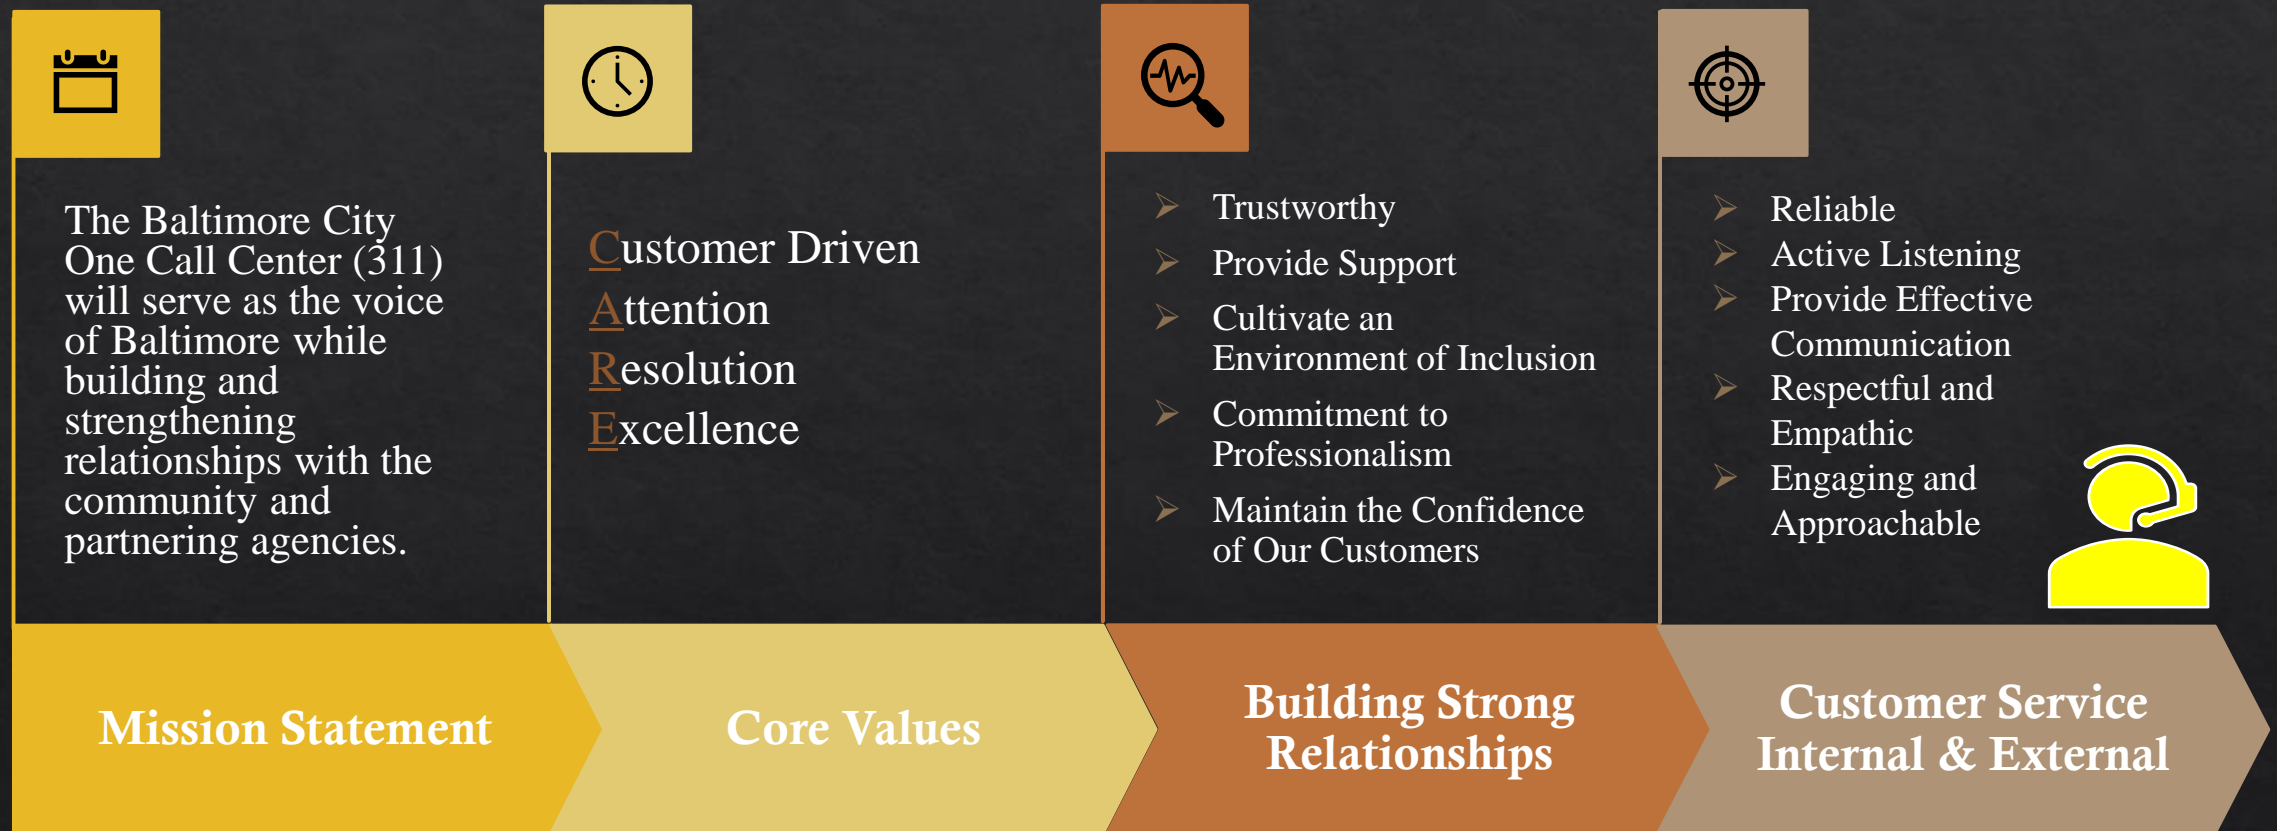 The Baltimore City
One Call Center (311)
will serve as the voice
of Baltimore while
building and
strengthening
relationships with the
community and
partnering agencies.
Mission Statement
Customer Driven
Attention
Resolution
Excellence
Core Values
Trustworthy
Provide Support
Cultivate an
Environment of Inclusion
Commitment to
Professionalism
Maintain the Confidence
of Our Customers
Building Strong
Relationships
Reliable
Active Listening
Provide Effective
Communication
Respectful and
Empathic
Engaging and
Approachable
Customer Service
Internal & External